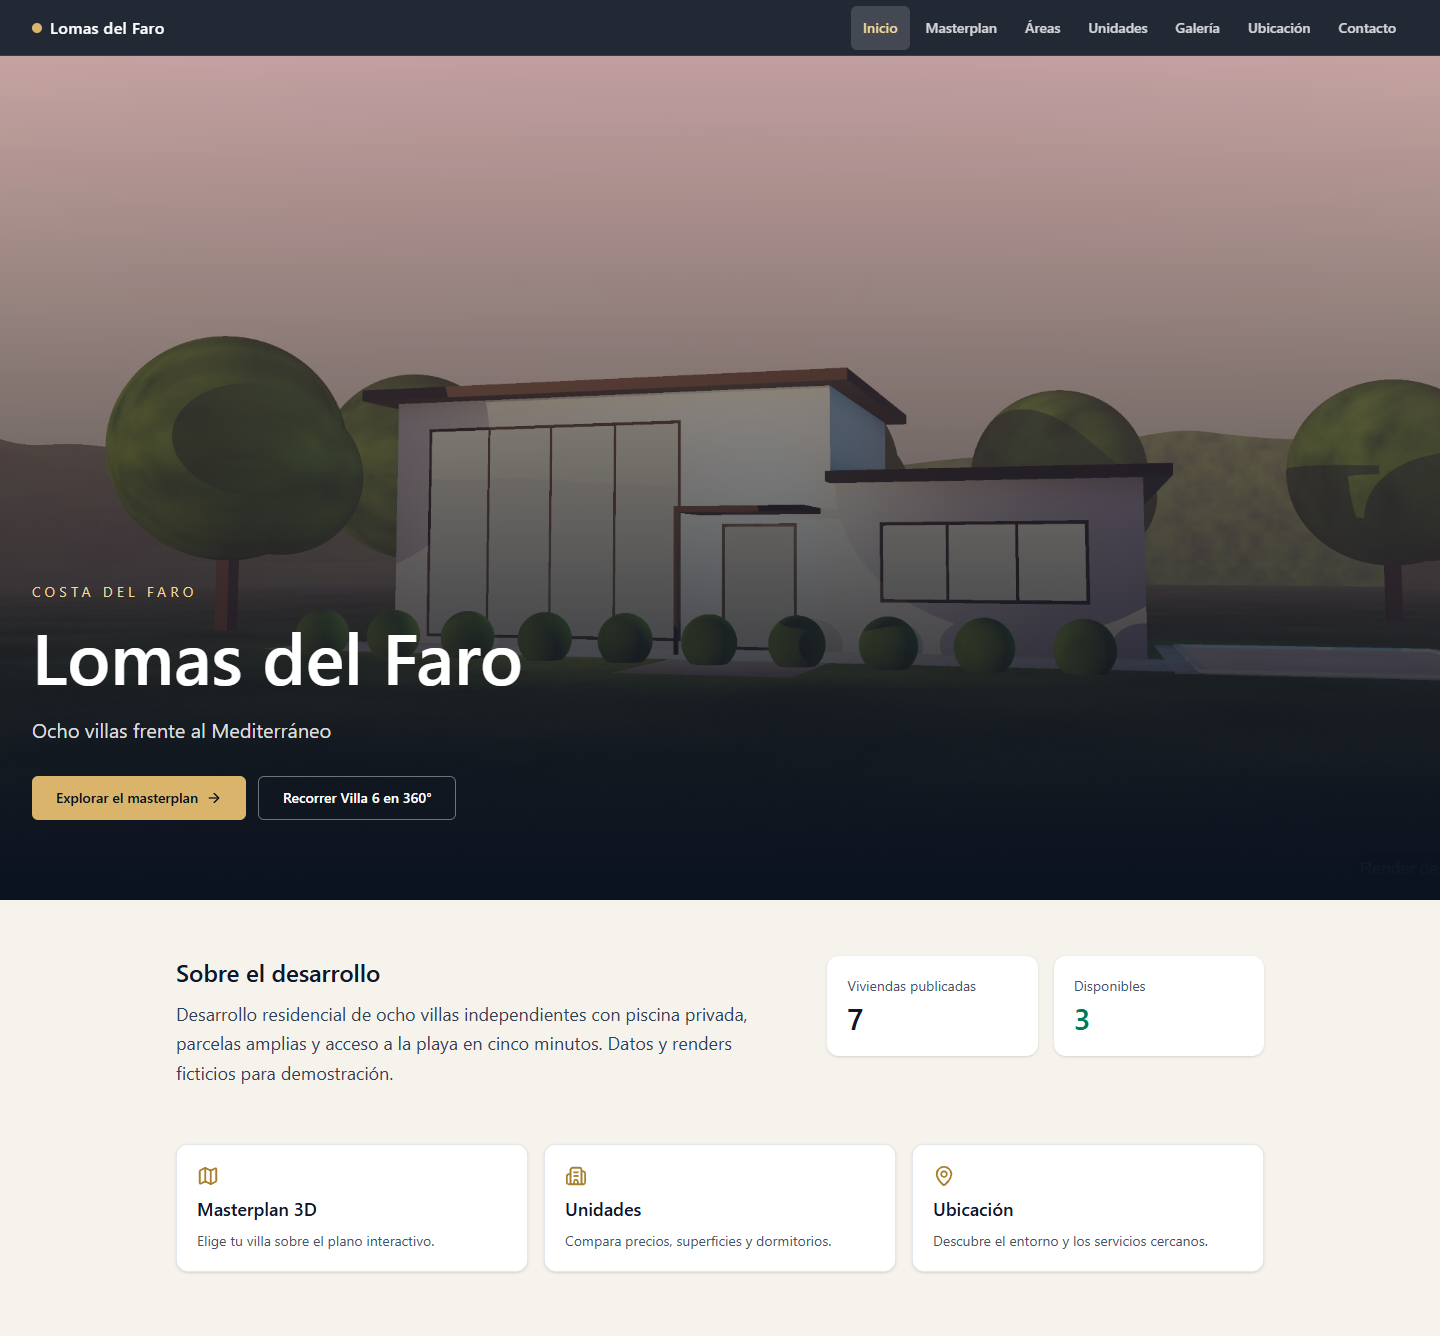 Lomas del Faro
Inicio
Masterplan
Áreas
Unidades
Galería
Ubicación
Contacto
COSTA DEL FARO
Lomas del Faro
Ocho villas frente al Mediterráneo
Explorar el masterplan
Recorrer Villa 6 en 360°
Render
Sobre el desarrollo
Desarrollo residencial de ocho villas independientes con piscina privada,
parcelas amplias y acceso a la playa en cinco minutos. Datos y renders
ficticios para demostración.
Viviendas publicadas
7
Disponibles
3
Masterplan 3D
Elige tu villa sobre el plano interactivo.
Unidades
Compara precios, superficies y dormitorios.
Ubicación
Descubre el entorno y los servicios cercanos.